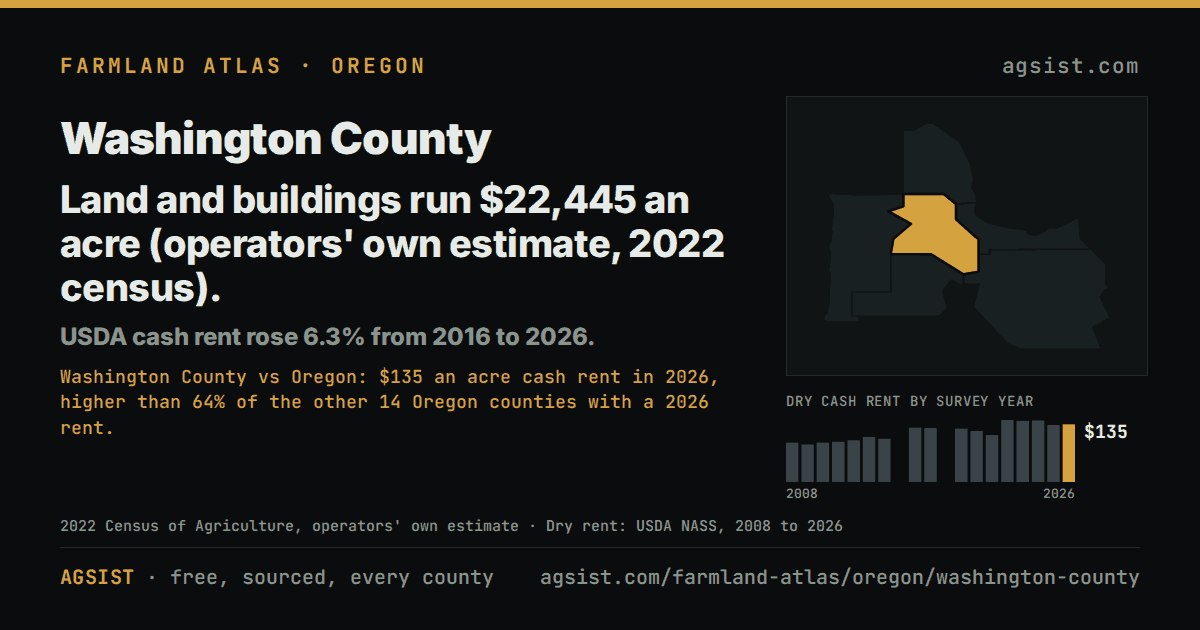 FARMLAND ATLAS · OREGON
agsist.com
Washington County
Land and buildings run $22,445 an
acre (operators' own estimate, 2022
census).
USDA cash rent rose 6.3% from 2016 to 2026.
Washington County vs Oregon: $135 an acre cash rent in 2026,
higher than 64% of the other 14 Oregon counties with a 2026
rent.
DRY CASH RENT BY SURVEY YEAR
$135
2008
2026
2022 Census of Agriculture, operators' own estimate · Dry rent: USDA NASS, 2008 to 2026
AGSIST · free, sourced, every county
agsist.com/farmland-atlas/oregon/washington-county